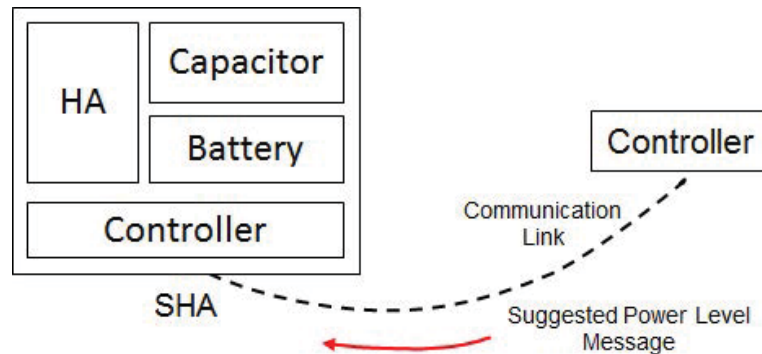 HA
Capacitor
Battery
Controller
SHA
Controller
Communication
Link
Suggested Power Level
Message